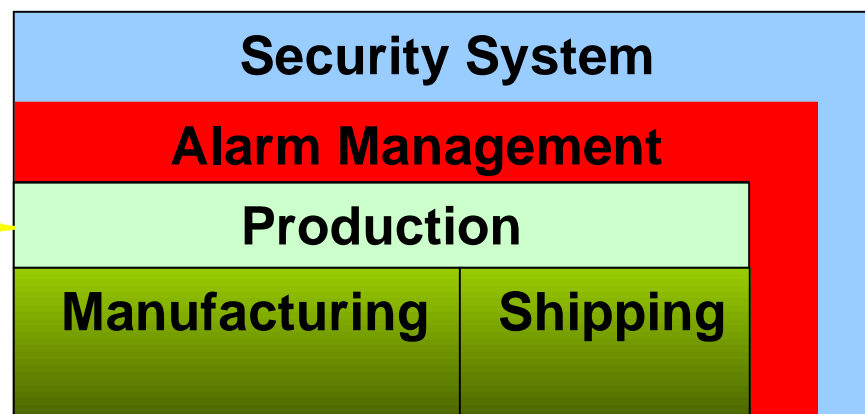 Security System
Alarm Management
Production
Manufacturing
Shipping